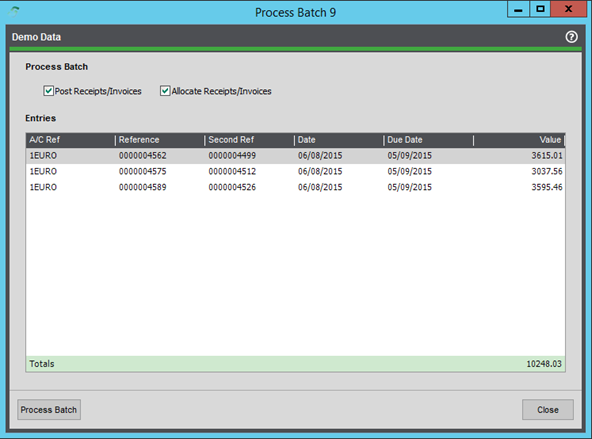 Process Batch 9
Demo Data
Process Batch
Post Receipts/Invoices Allocate Receipts/Invoices
Entries
A/C Ref Reference Second Ref Date Due Date Value
1EURO 0000004562 0000004499 06/08/2015 05/09/2015 3615.01
1EURO 0000004575 0000004512 06/08/2015 05/09/2015 3037.56
1EURO 0000004589 0000004526 06/08/2015 05/09/2015 3595.46
Totals 10248.03
Process Batch Close